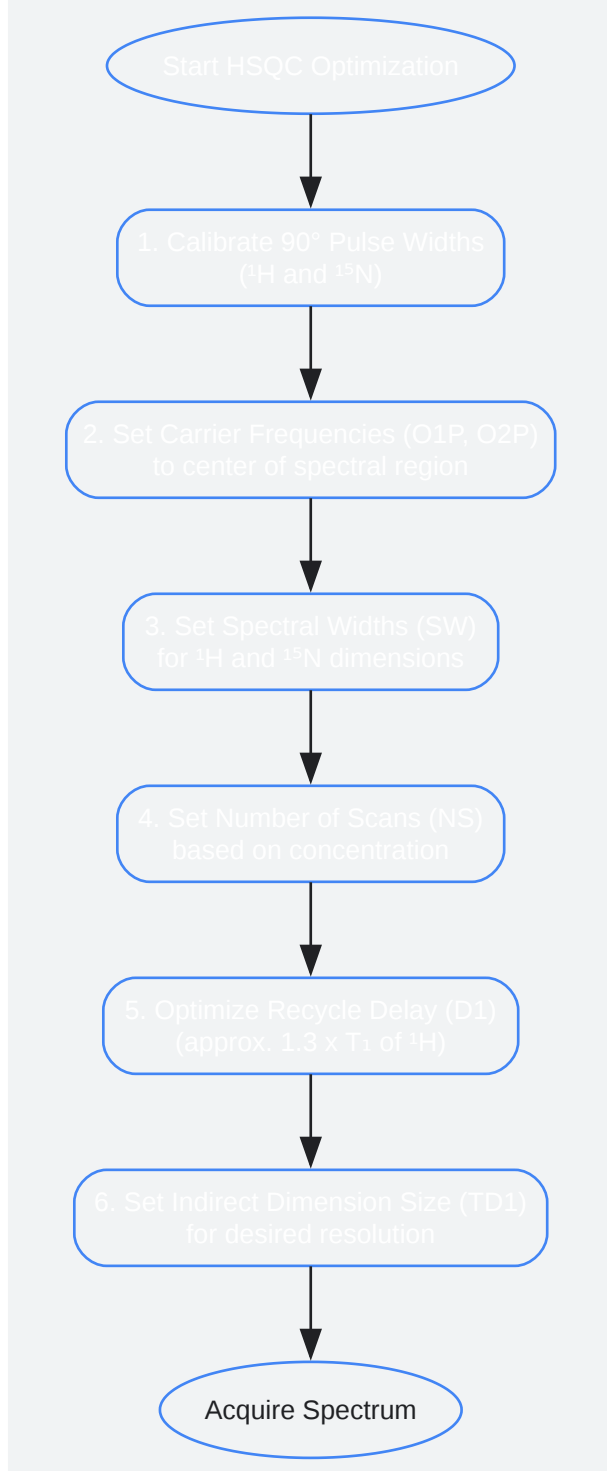 Start HSQC Optimization
1. Calibrate 90° Pulse Widths
(¹H and ¹⁵N)
2. Set Carrier Frequencies (O1P, O2P)
to center of spectral region
3. Set Spectral Widths (SW)
for ¹H and ¹⁵N dimensions
4. Set Number of Scans (NS)
based on concentration
5. Optimize Recycle Delay (D1)
(approx. 1.3 x T₁ of ¹H)
6. Set Indirect Dimension Size (TD1)
for desired resolution
Acquire Spectrum